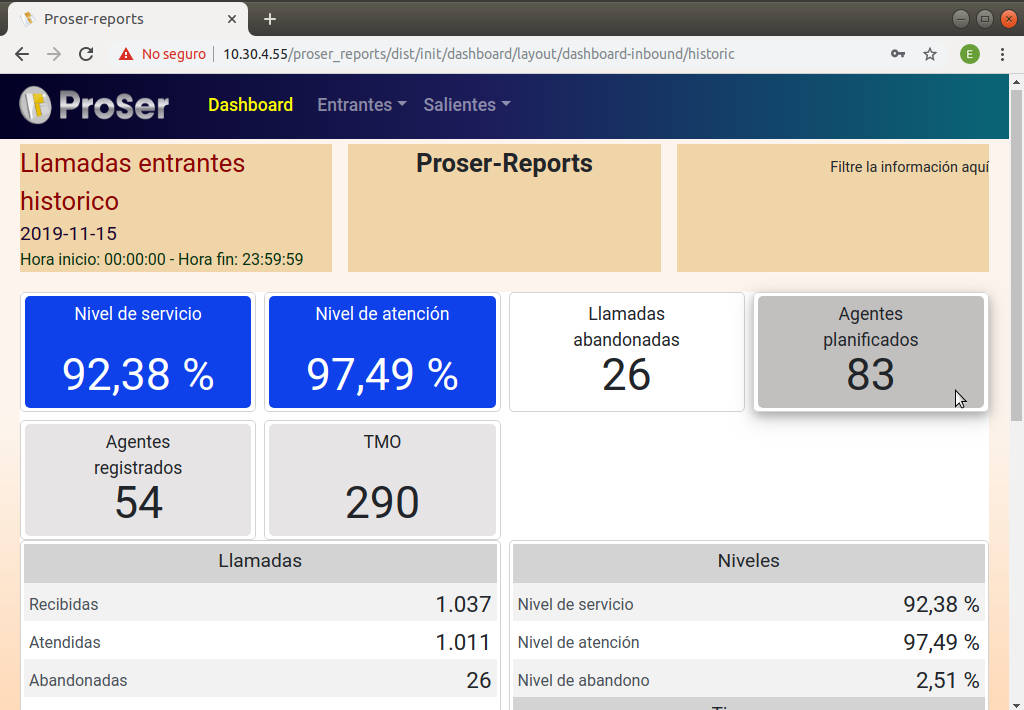 Proser-reports
No seguro
10.30.4.55/proser_reports/dist/init/dashboard/layout/dashboard-inbound/historic
E
ProSer
Dashboard
Entrantes
Salientes
Llamadas entrantes
historico
2019-11-15
Hora inicio: 00:00:00 - Hora fin: 23:59:59
Proser-Reports
Filtre la información aquí
Nivel de servicio
92,38 %
Nivel de atención
97,49 %
Llamadas
abandonadas
26
Agentes
planificados
83
Agentes
registrados
54
TMO
290
Llamadas
Recibidas 1.037
Atendidas 1.011
Abandonadas 26
Niveles
Nivel de servicio 92,38 %
Nivel de atención 97,49 %
Nivel de abandono 2,51 %